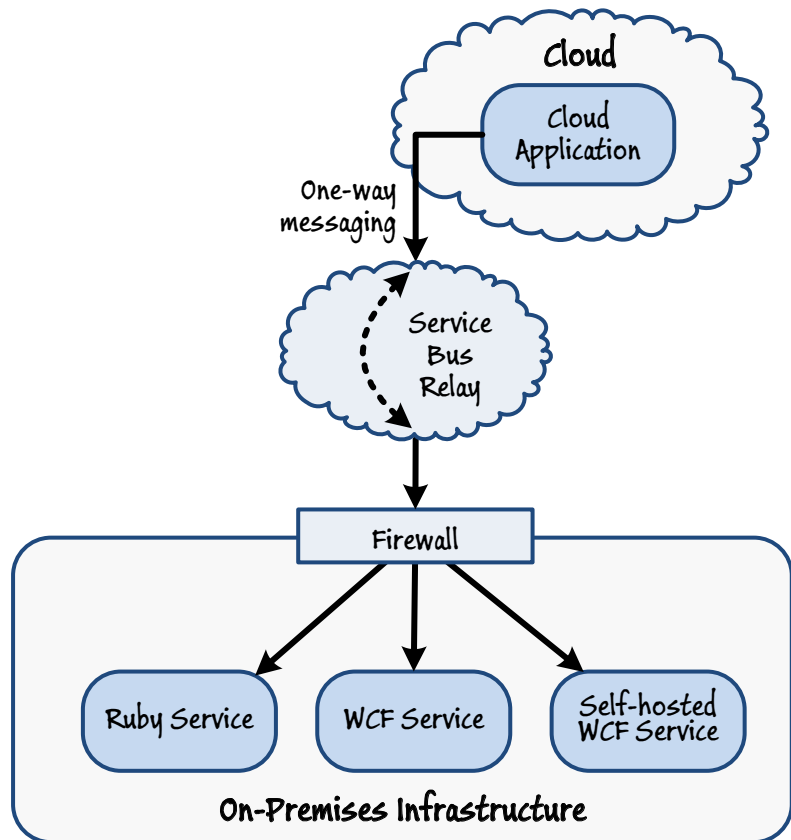 Cloud
Cloud
Application
One-way
messaging
Service
Bus
Relay
Firewall
Ruby Service
WCF Service
Self-hosted
WCF Service
On-Premises Infrastructure